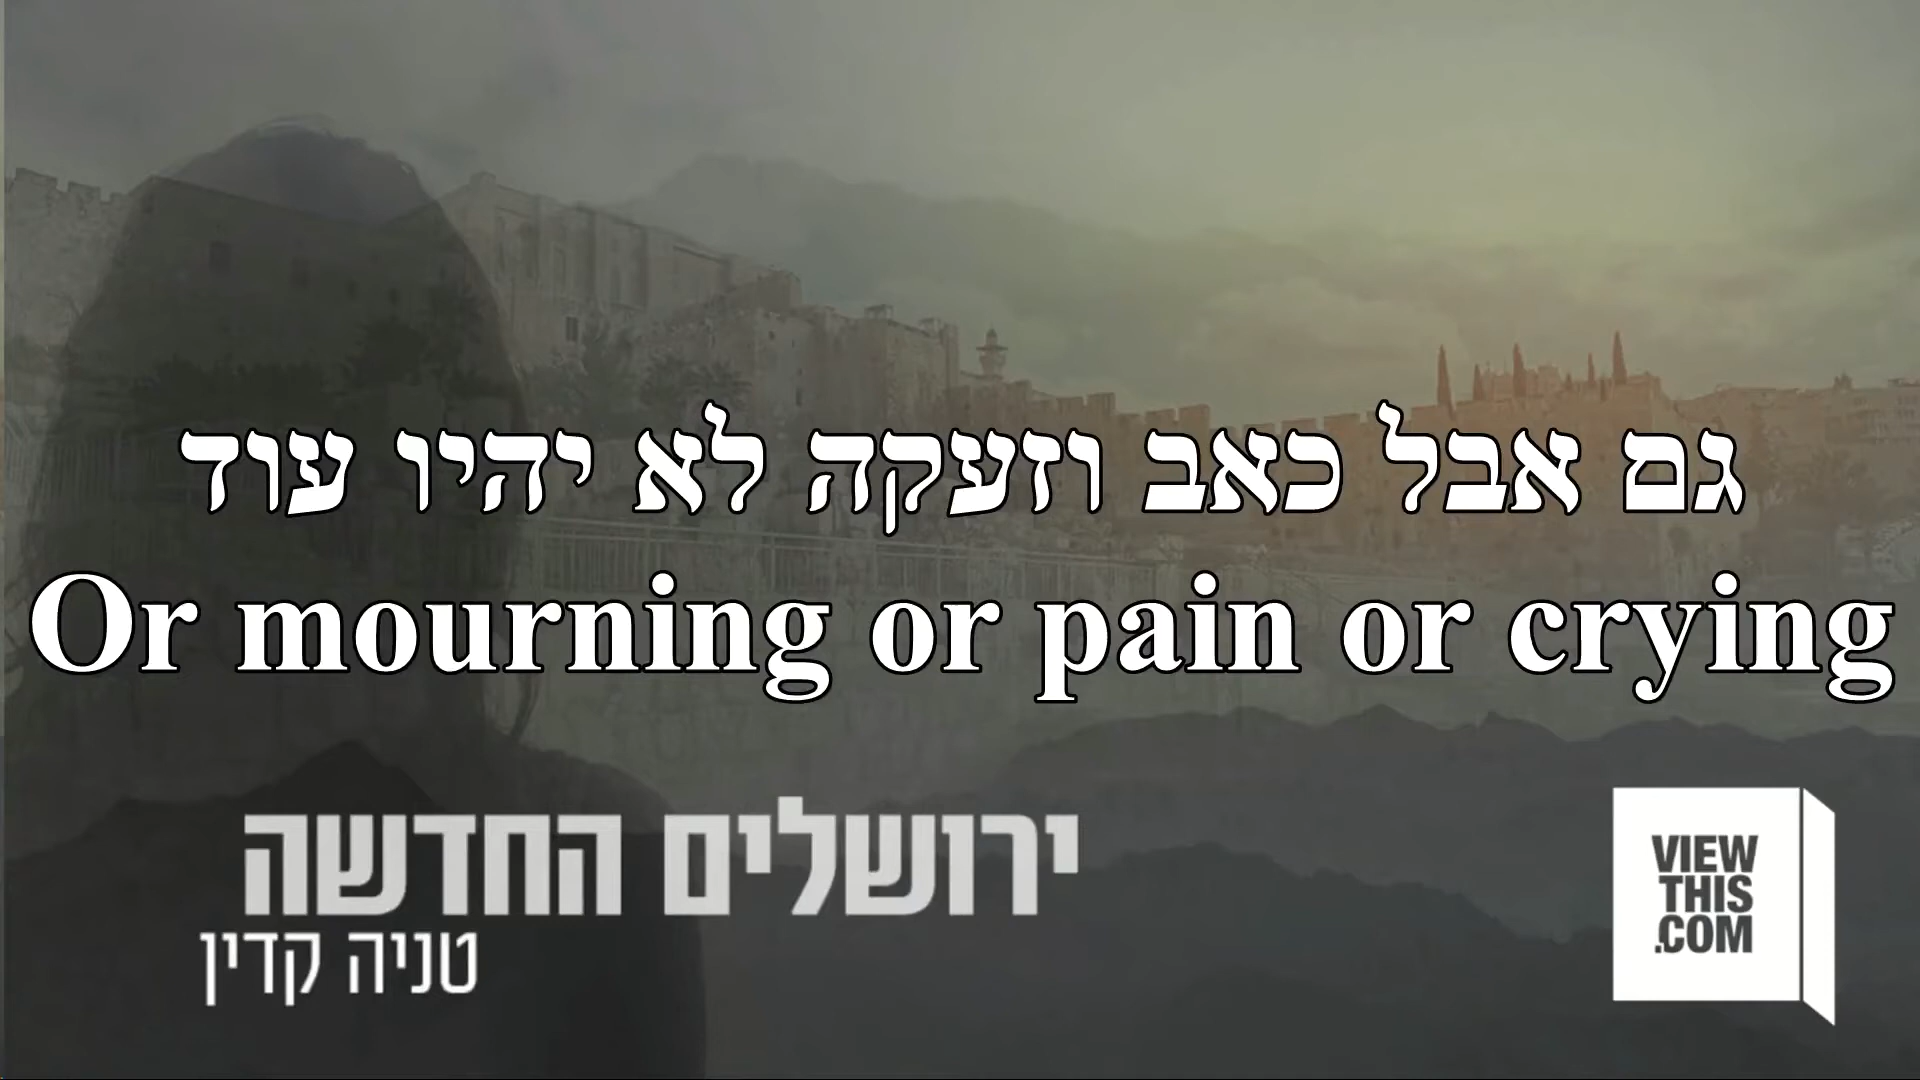 גם אבל כאב וזעקה לא יהיו עוד
Or mourning or pain or crying
ירושלים החדשה
טניה קדין
VIEW
THIS
.COM